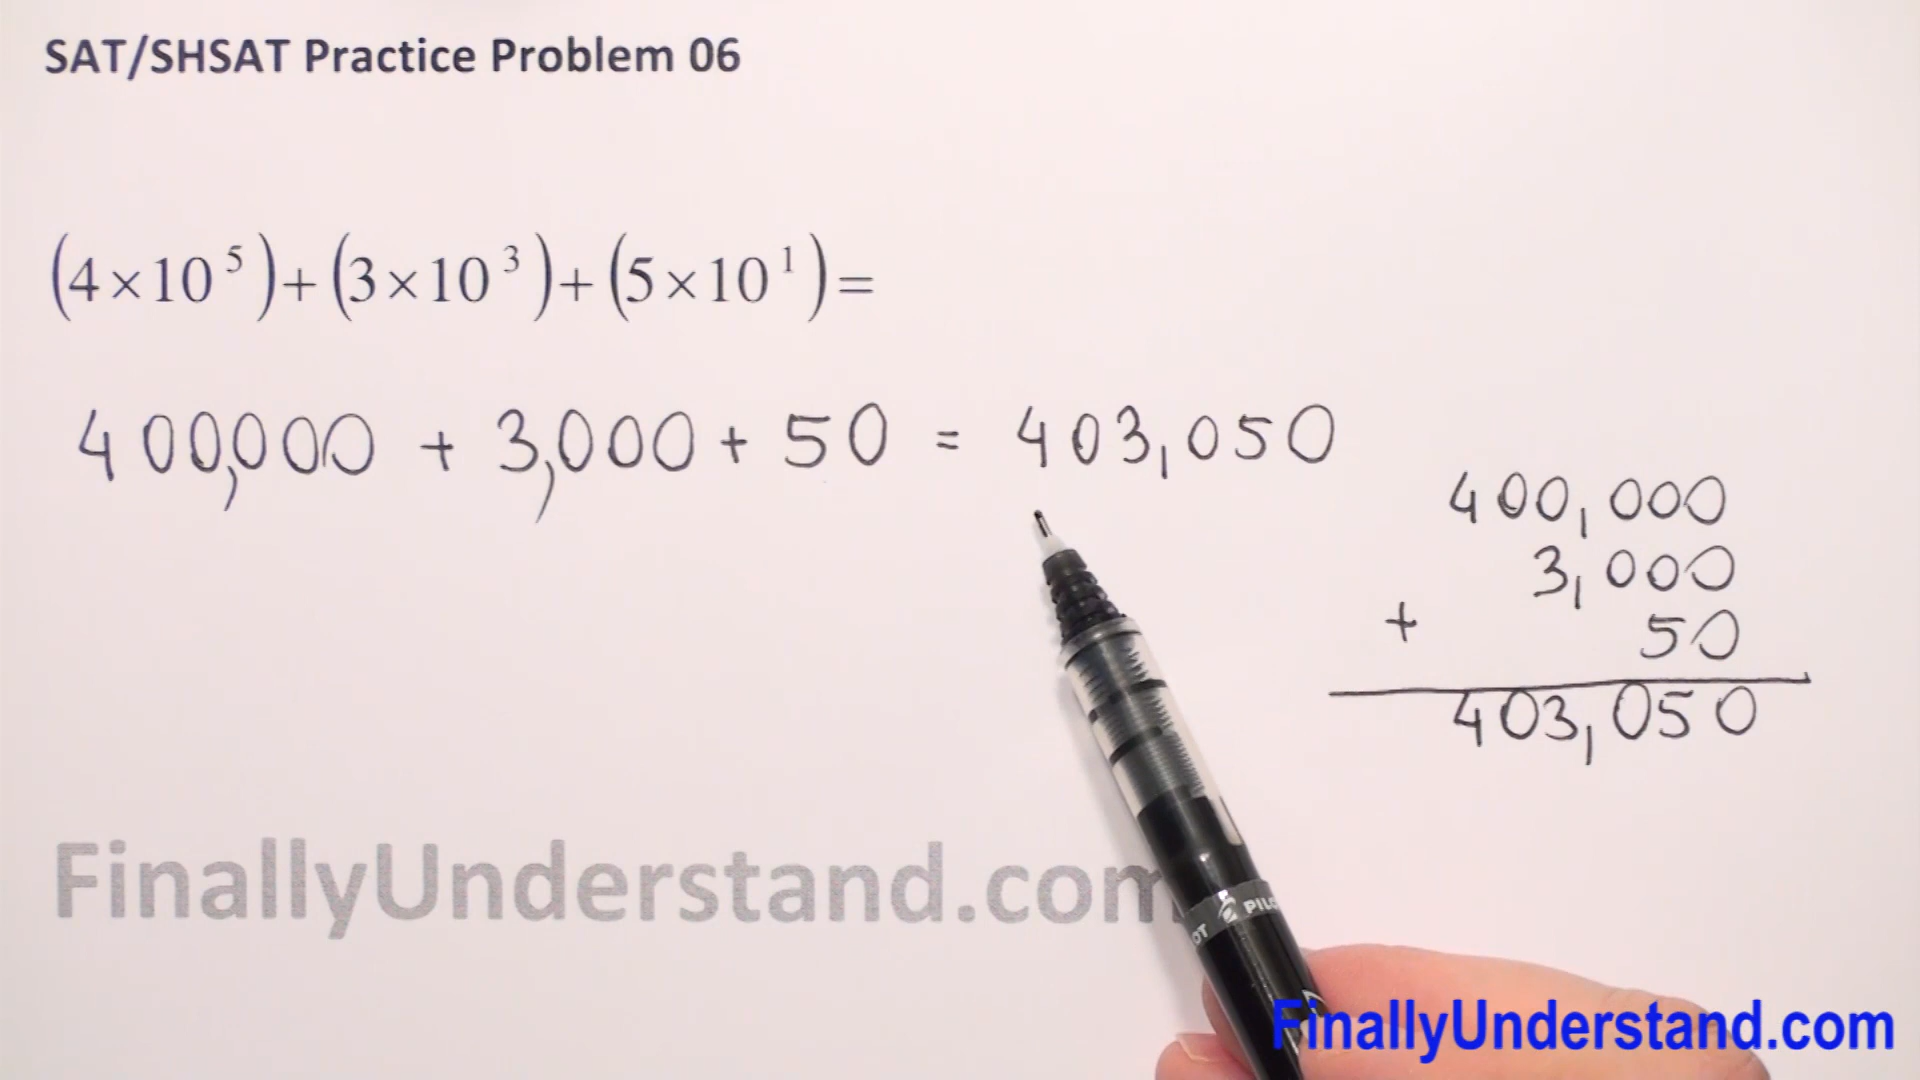 SAT/SHSAT Practice Problem 06
(4×10⁵)+(3×10³)+(5×10¹)=
400,000 + 3,000 + 50 = 403,050
400,000
3,000
+ 50
403,050
FinallyUnderstand.com
PILOT
FinallyUnderstand.com